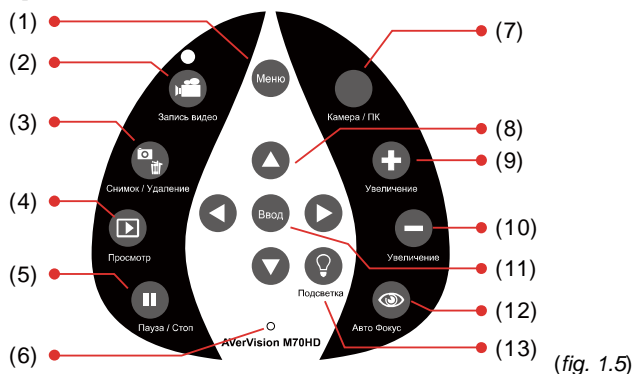 (1)
(2)
(3)
(4)
(5)
(6)
Меню
Запись видео
Снимок / Удаление
Просмотр
Пауза / Стоп
Ввод
Подсветка
AVerVision M70HD
Камера / ПК
Увеличение
Увеличение
Авто Фокус
(7)
(8)
(9)
(10)
(11)
(12)
(13)
(fig. 1.5)